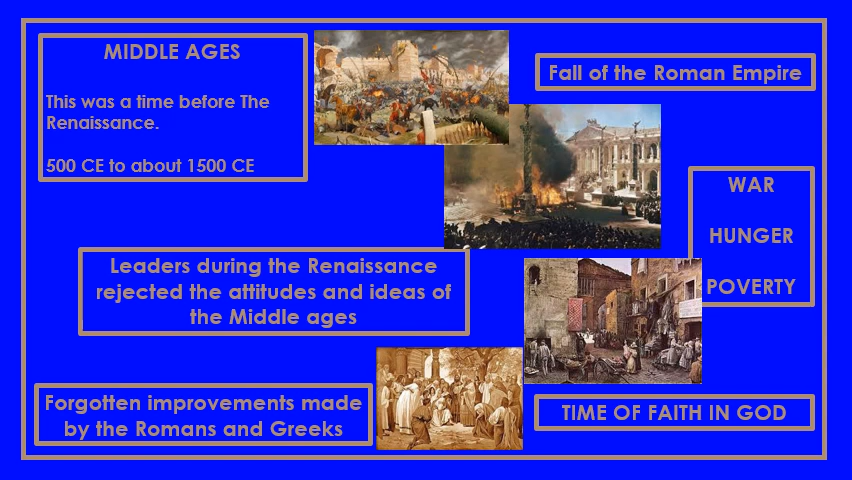 MIDDLE AGES
This was a time before The
Renaissance.
500 CE to about 1500 CE
Fall of the Roman Empire
WAR
HUNGER
POVERTY
Leaders during the Renaissance
rejected the attitudes and ideas of
the Middle ages
Forgotten improvements made
by the Romans and Greeks
TIME OF FAITH IN GOD